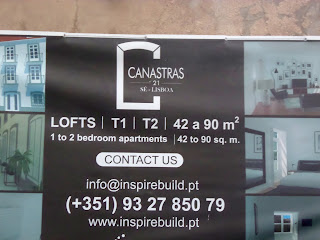 CANASTRAS
21
SÉ - LISBOA
LOFTS | T1 | T2 | 42 a 90 m²
1 to 2 bedroom apartments | 42 to 90 sq. m.
CONTACT US
info@inspirebuild.pt
(+351) 93 27 850 79
www.inspirebuild.pt